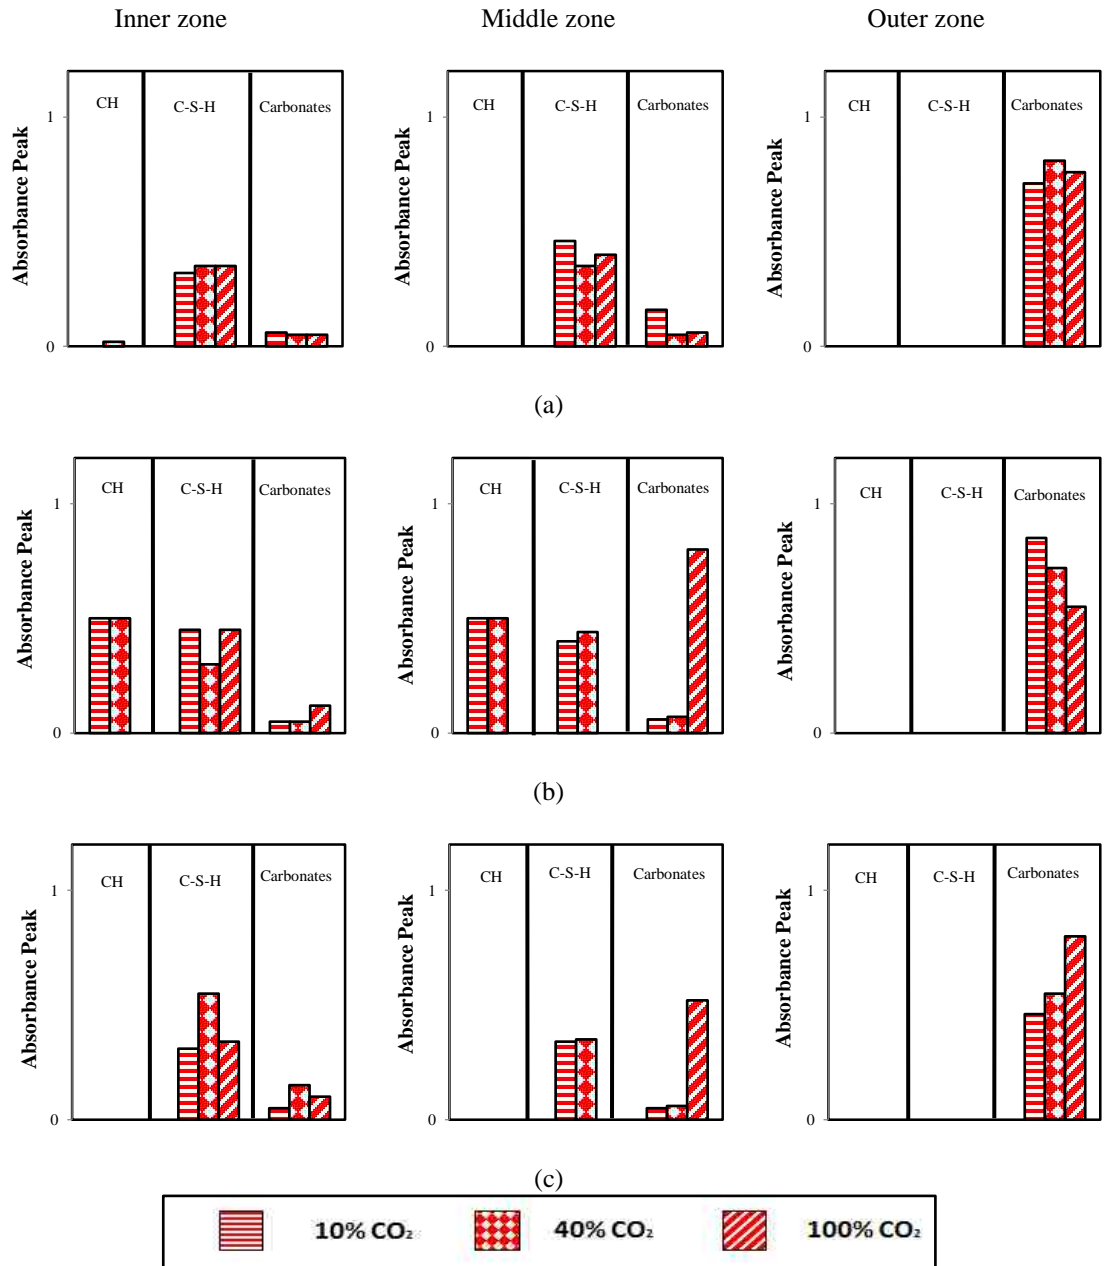 Inner zone Middle zone Outer zone
Absorbance Peak
1
0
CH C-S-H Carbonates
Absorbance Peak
1
0
CH C-S-H Carbonates
Absorbance Peak
1
0
CH C-S-H Carbonates
(a)
Absorbance Peak
1
0
CH C-S-H Carbonates
Absorbance Peak
1
0
CH C-S-H Carbonates
Absorbance Peak
1
0
CH C-S-H Carbonates
(b)
Absorbance Peak
1
0
CH C-S-H Carbonates
Absorbance Peak
1
0
CH C-S-H Carbonates
Absorbance Peak
1
0
CH C-S-H Carbonates
(c)
10% CO₂ 40% CO₂ 100% CO₂